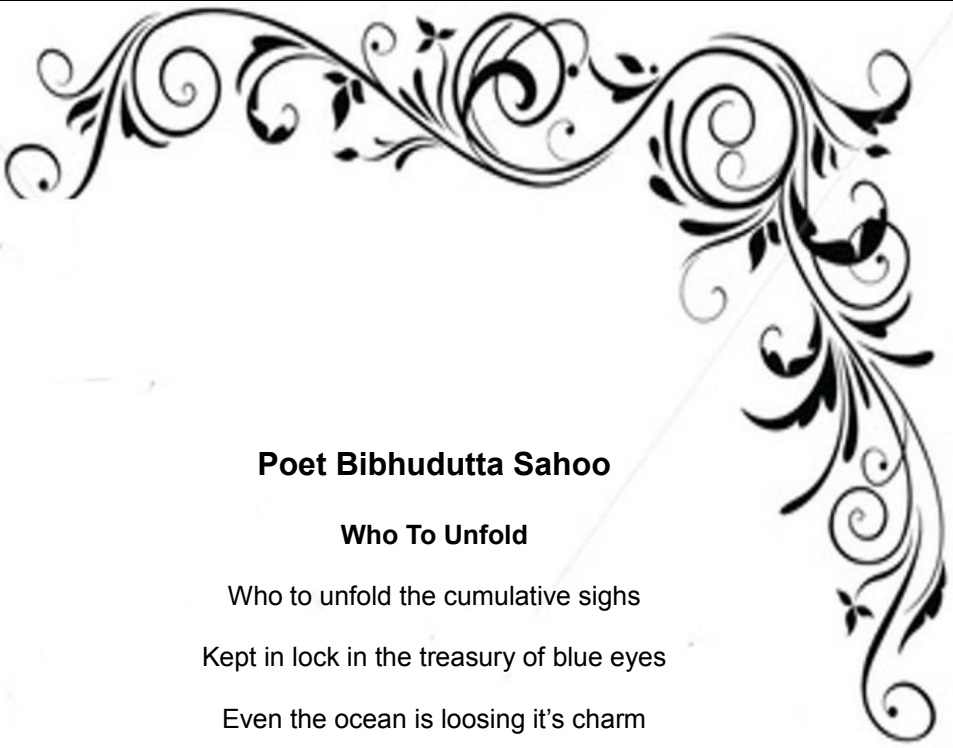 Poet Bibhudutta Sahoo
Who To Unfold
Who to unfold the cumulative sighs
Kept in lock in the treasury of blue eyes
Even the ocean is loosing it’s charm